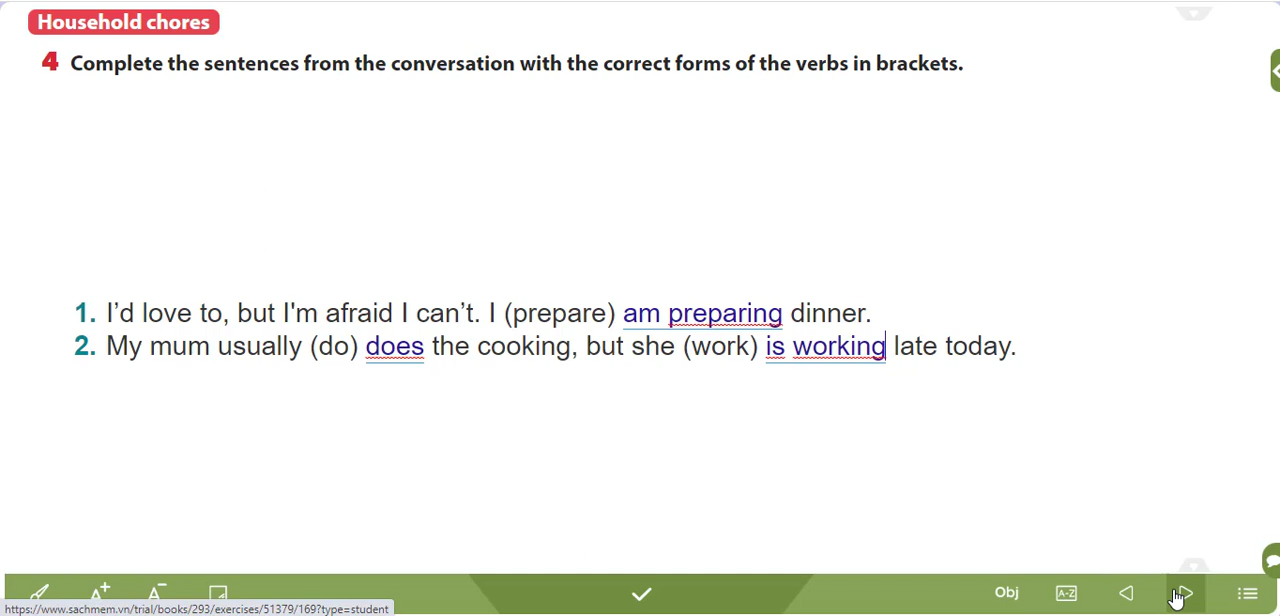 Household chores
4 Complete the sentences from the conversation with the correct forms of the verbs in brackets.
1. I’d love to, but I'm afraid I can’t. I (prepare) am preparing dinner.
2. My mum usually (do) does the cooking, but she (work) is working late today.
A+ A- Obj A-Z
https://www.sachmem.vn/trial/books/293/exercises/51379/169?type=student